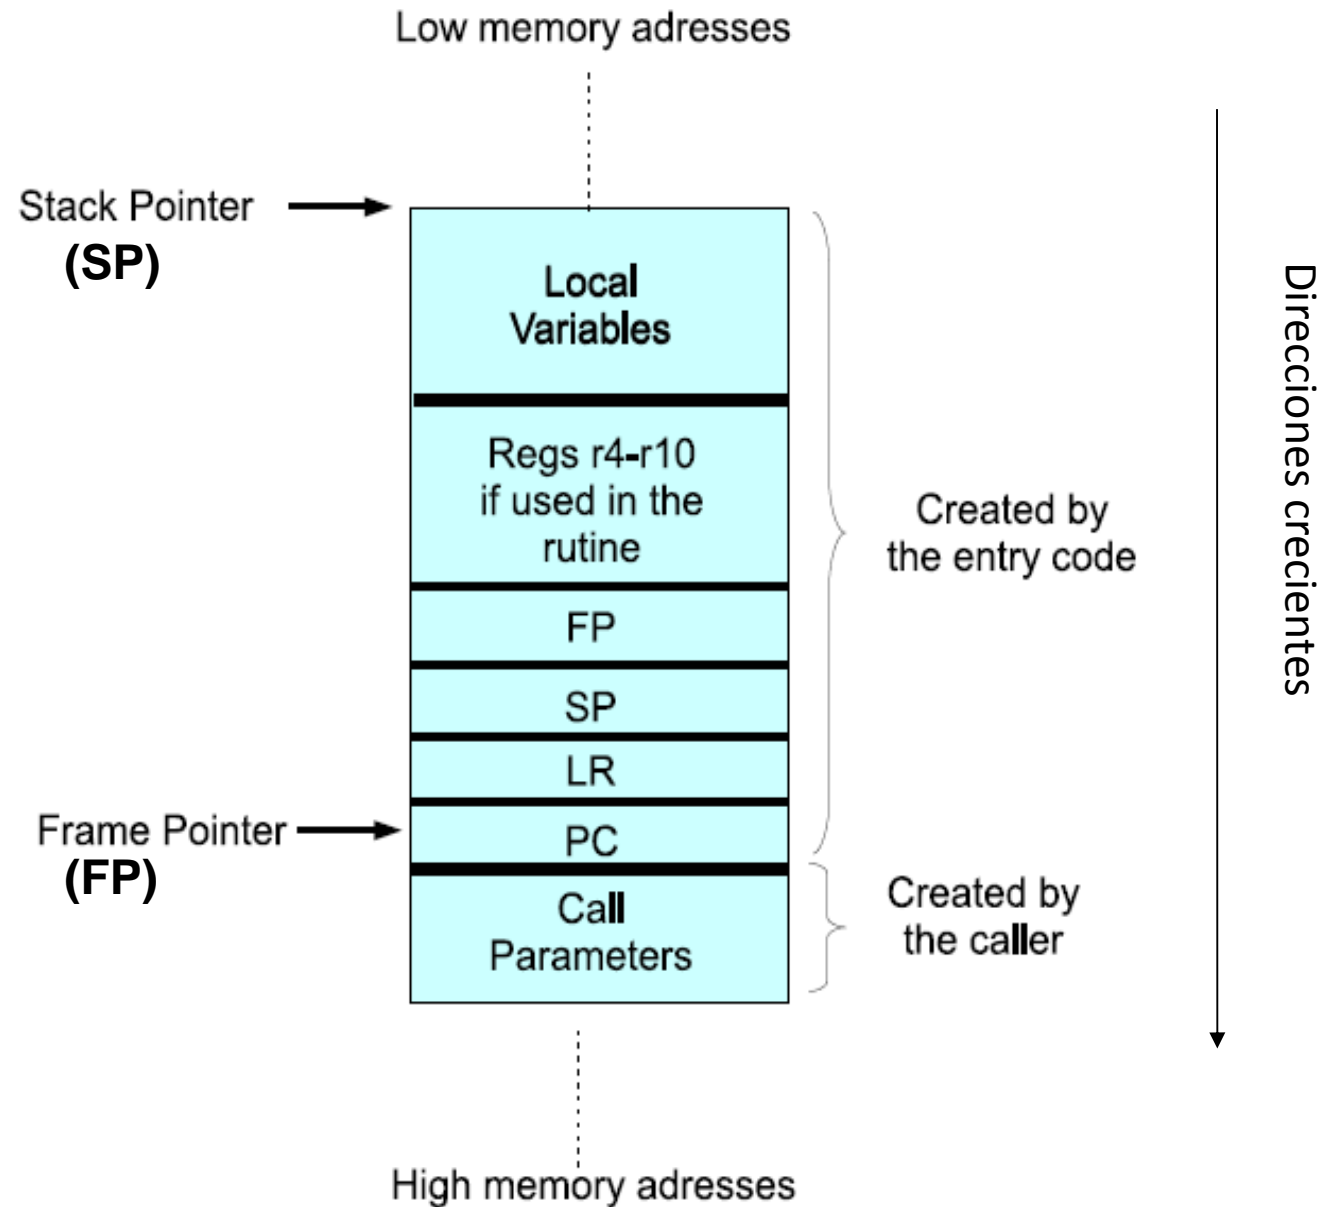 Low memory adresses
Stack Pointer
(SP)
Local
Variables
Regs r4-r10
if used in the
rutine
FP
SP
LR
PC
Created by
the entry code
Frame Pointer
(FP)
Call
Parameters
Created by
the caller
High memory adresses
Direcciones crecientes